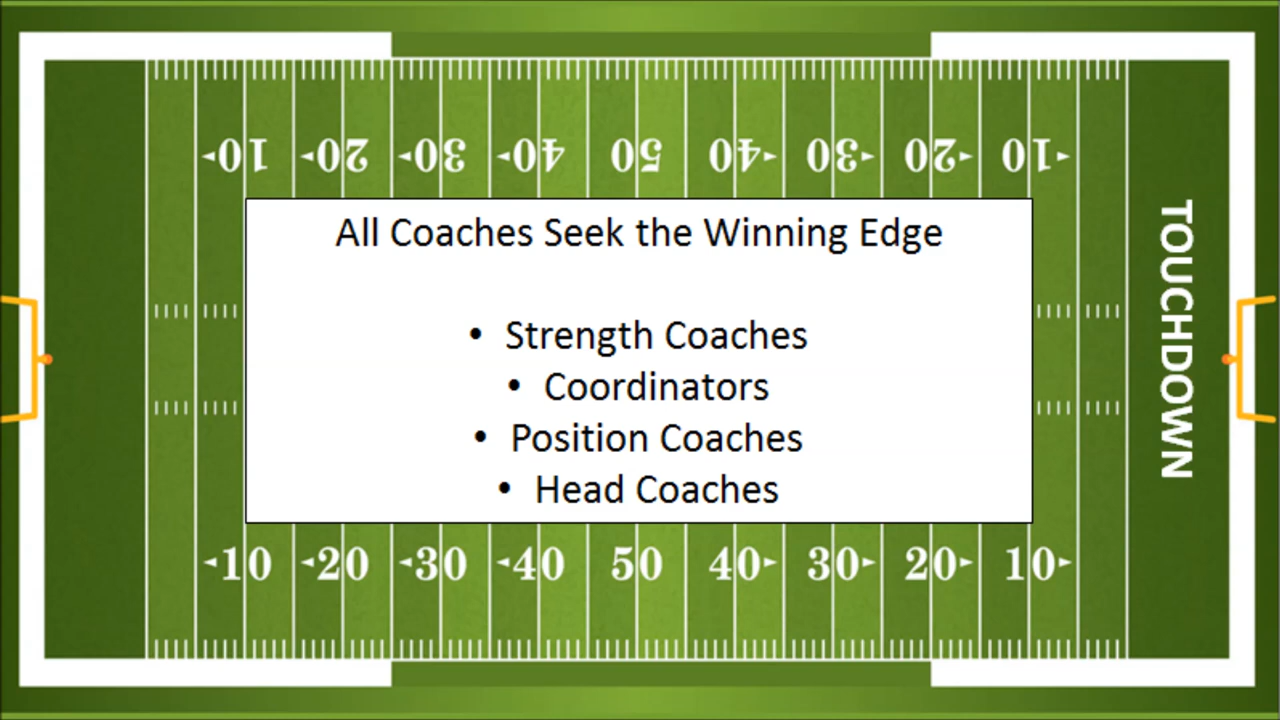 ◂10 ◂20 ◂30 ◂40 50 40▸ 30▸ 20▸ 10▸
All Coaches Seek the Winning Edge
• Strength Coaches
• Coordinators
• Position Coaches
• Head Coaches
◂10 ◂20 ◂30 ◂40 50 40▸ 30▸ 20▸ 10▸
TOUCHDOWN